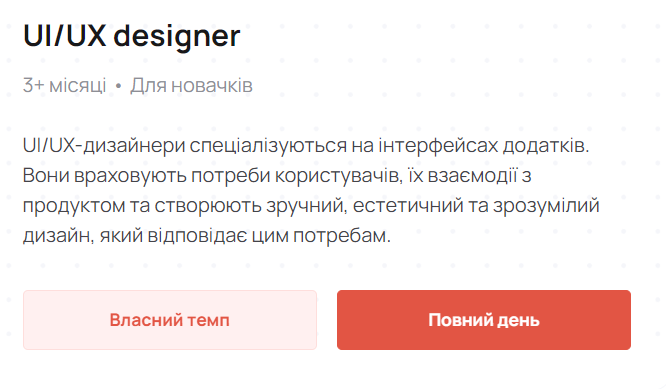 UI/UX designer
3+ місяці • Для новачків
UI/UX-дизайнери спеціалізуються на інтерфейсах додатків.
Вони враховують потреби користувачів, їх взаємодії з
продуктом та створюють зручний, естетичний та зрозумілий
дизайн, який відповідає цим потребам.
Власний темп
Повний день